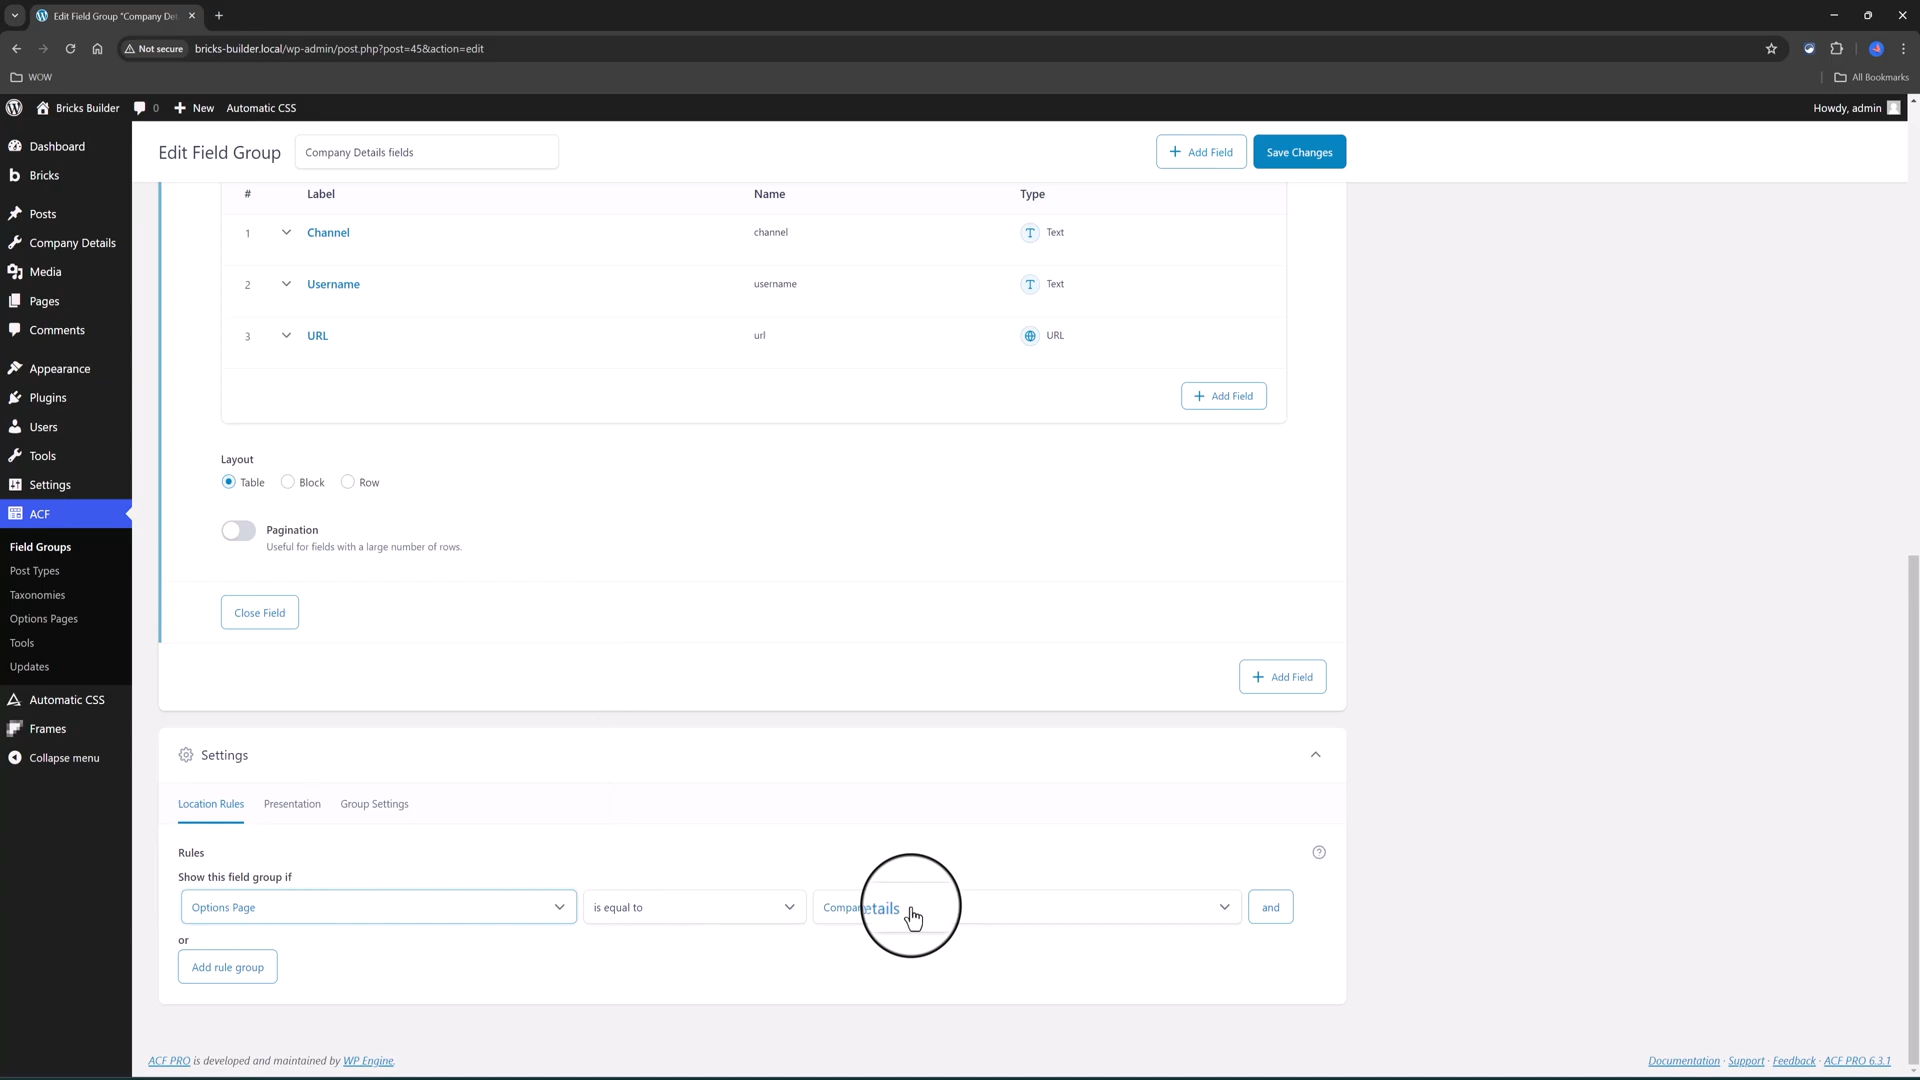 Edit Field Group "Company Det
Not secure
bricks-builder.local/wp-admin/post.php?post=45&action=edit
WOW
All Bookmarks
Bricks Builder
0
New
Automatic CSS
Howdy, admin
Dashboard
Bricks
Posts
Company Details
Media
Pages
Comments
Appearance
Plugins
Users
Tools
Settings
ACF
Field Groups
Post Types
Taxonomies
Options Pages
Tools
Updates
Automatic CSS
Frames
Collapse menu
Edit Field Group
Company Details fields
Add Field
Save Changes
# Label Name Type
1 Channel channel T Text
2 Username username T Text
3 URL url URL
Add Field
Layout
Table Block Row
Pagination
Useful for fields with a large number of rows.
Close Field
Add Field
Settings
Location Rules Presentation Group Settings
Rules
Show this field group if
Options Page is equal to Company etails and
or
Add rule group
ACF PRO is developed and maintained by WP Engine.
Documentation · Support · Feedback · ACF PRO 6.3.1